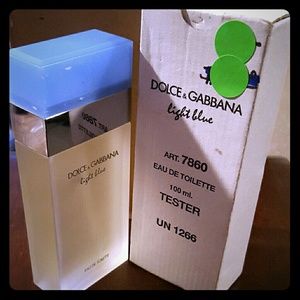 DOLCE & GABBANA
light blue
DOLCE & GABBANA
light blue
ART. 7860
EAU DE TOILETTE
100 ml.
TESTER
UN 1266